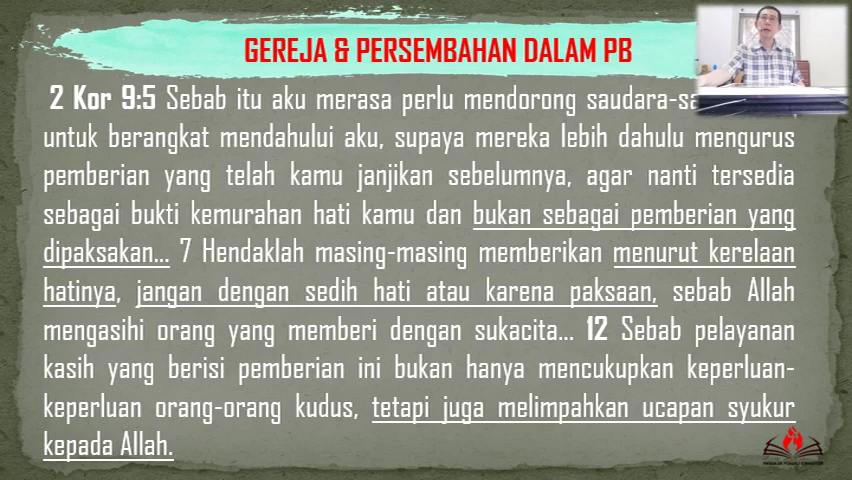 GEREJA & PERSEMBAHAN DALAM PB
2 Kor 9:5 Sebab itu aku merasa perlu mendorong saudara-sa
untuk berangkat mendahului aku, supaya mereka lebih dahulu mengurus
pemberian yang telah kamu janjikan sebelumnya, agar nanti tersedia
sebagai bukti kemurahan hati kamu dan bukan sebagai pemberian yang
dipaksakan... 7 Hendaklah masing-masing memberikan menurut kerelaan
hatinya, jangan dengan sedih hati atau karena paksaan, sebab Allah
mengasihi orang yang memberi dengan sukacita... 12 Sebab pelayanan
kasih yang berisi pemberian ini bukan hanya mencukupkan keperluan-
keperluan orang-orang kudus, tetapi juga melimpahkan ucapan syukur
kepada Allah.